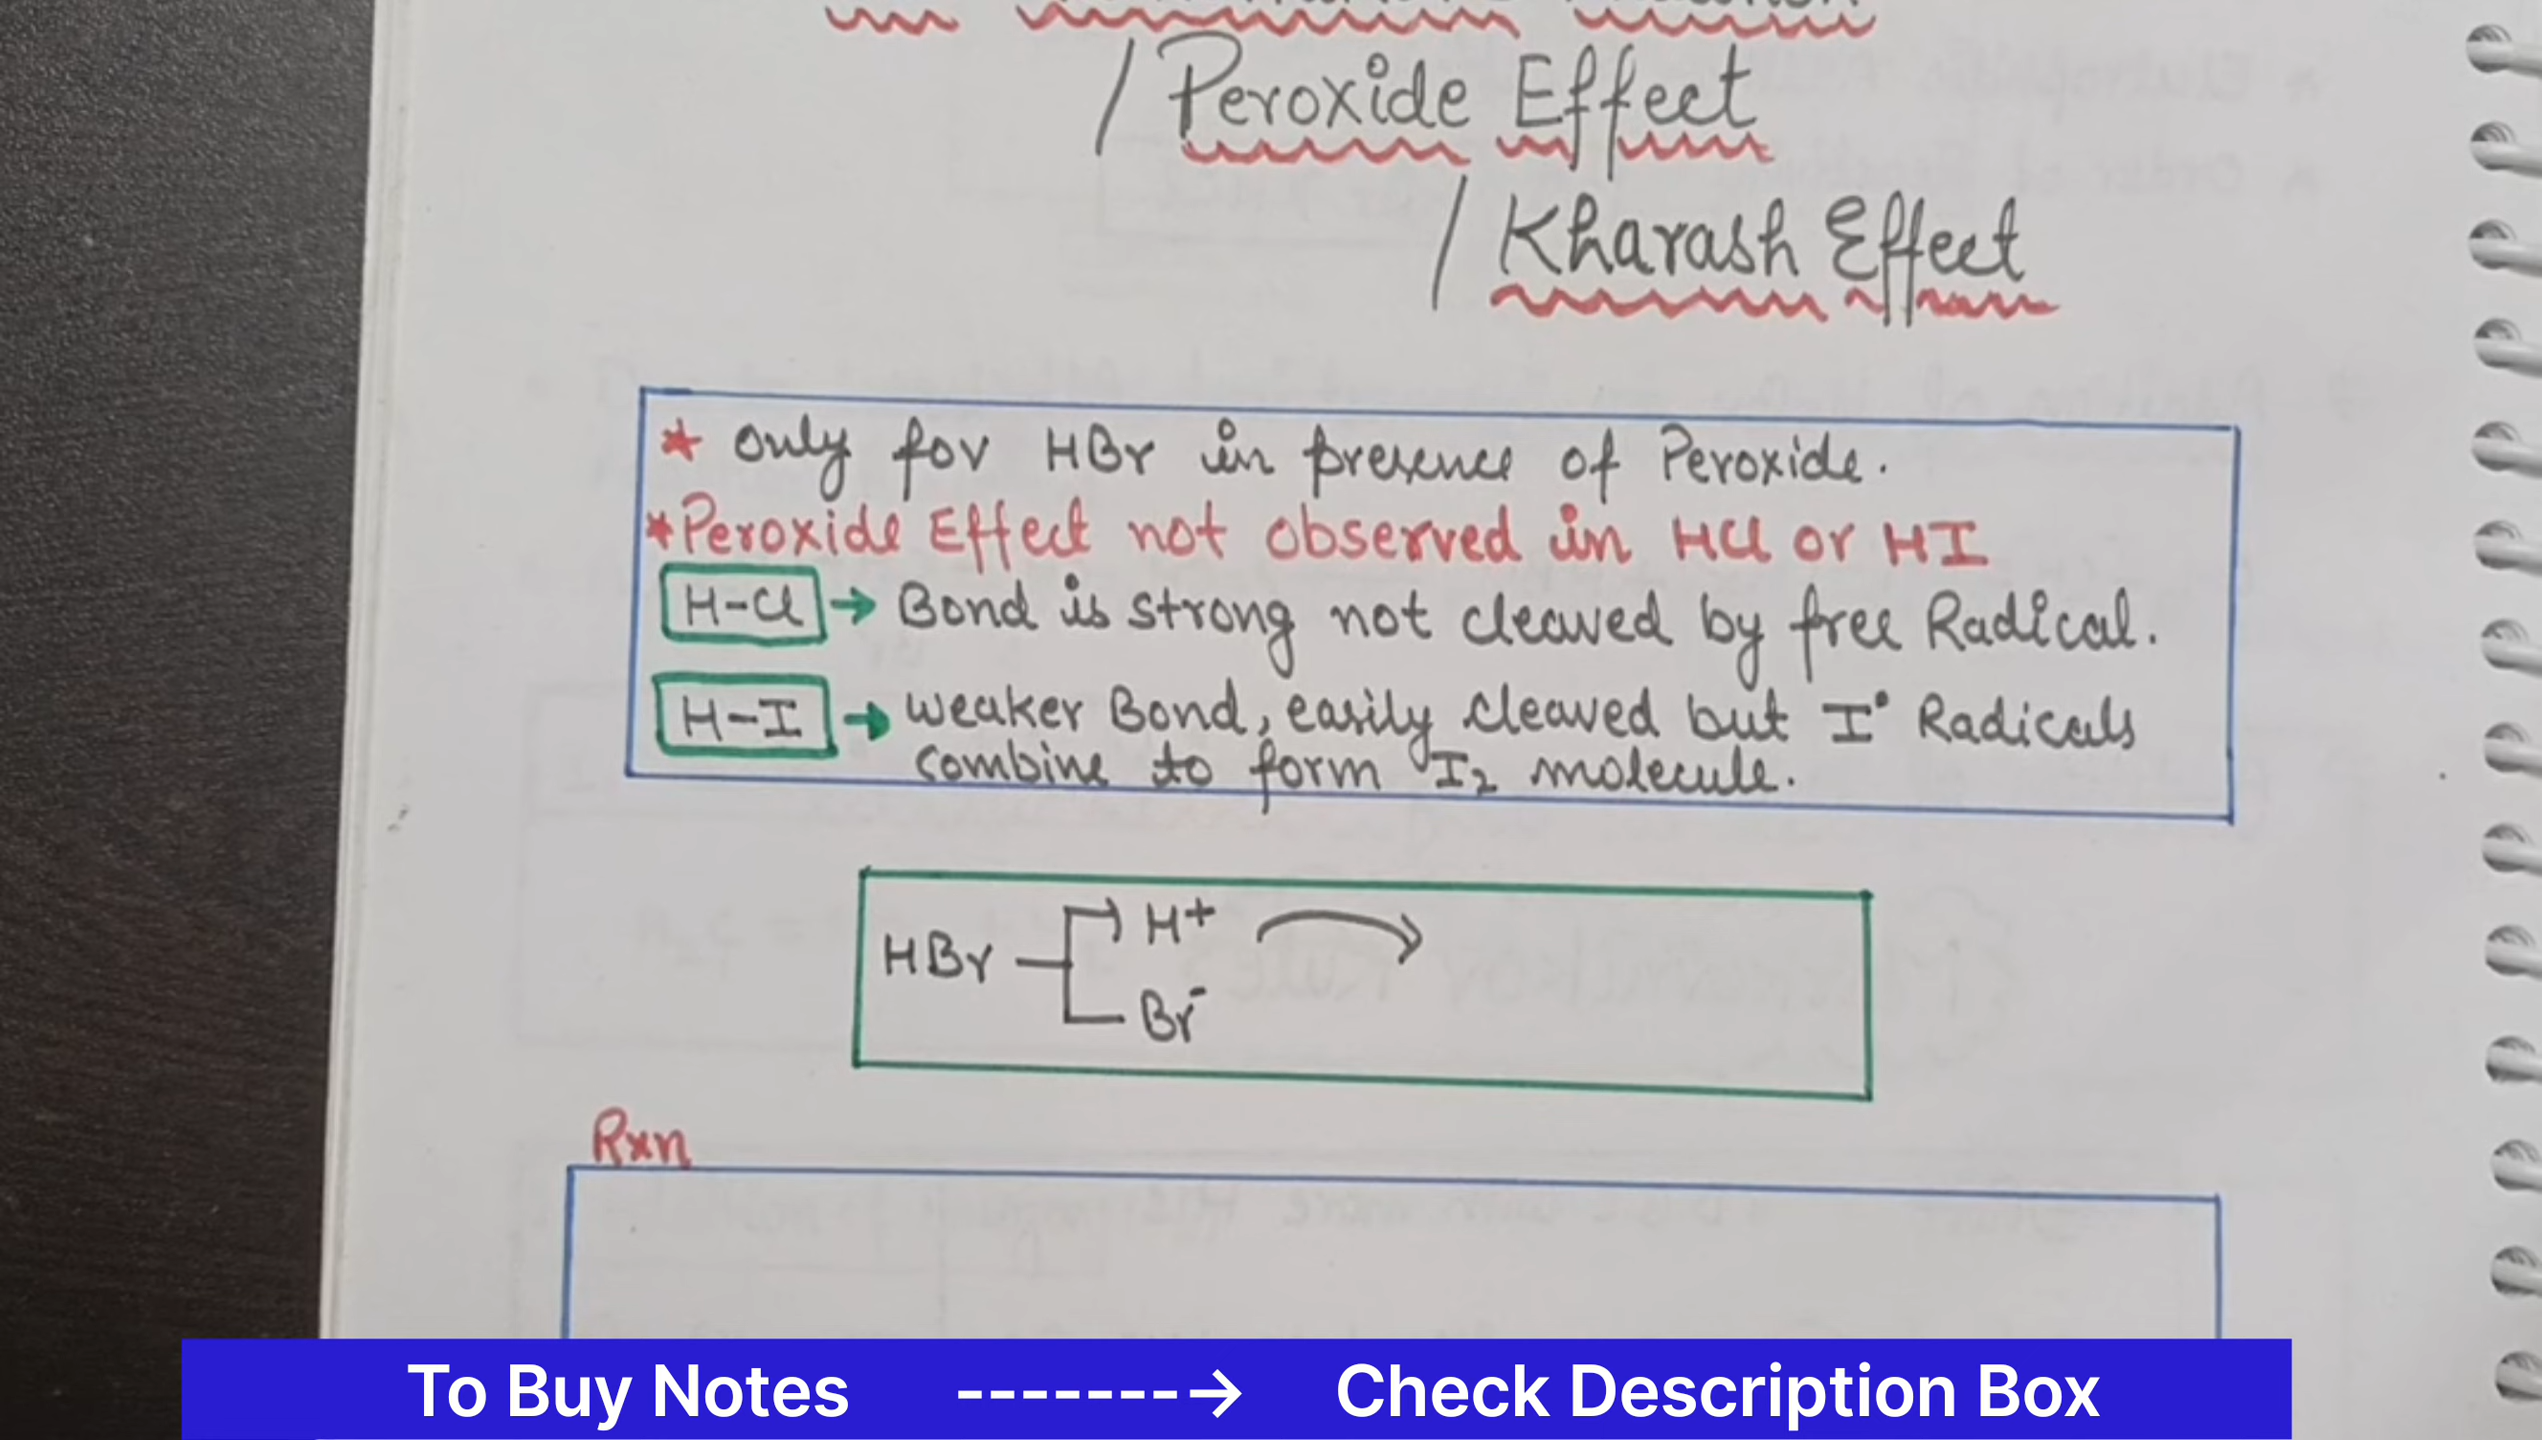 / Peroxide Effect
/ Kharash Effect
* Only for HBr in presence of Peroxide.
* Peroxide Effect not observed in HCl or HI
H-Cl → Bond is strong not cleaved by free Radical.
H-I → weaker Bond, easily cleaved but I• Radicals
combine to form I₂ molecule.
H+
HBr
Br-
Rxn
To Buy Notes -------→ Check Description Box